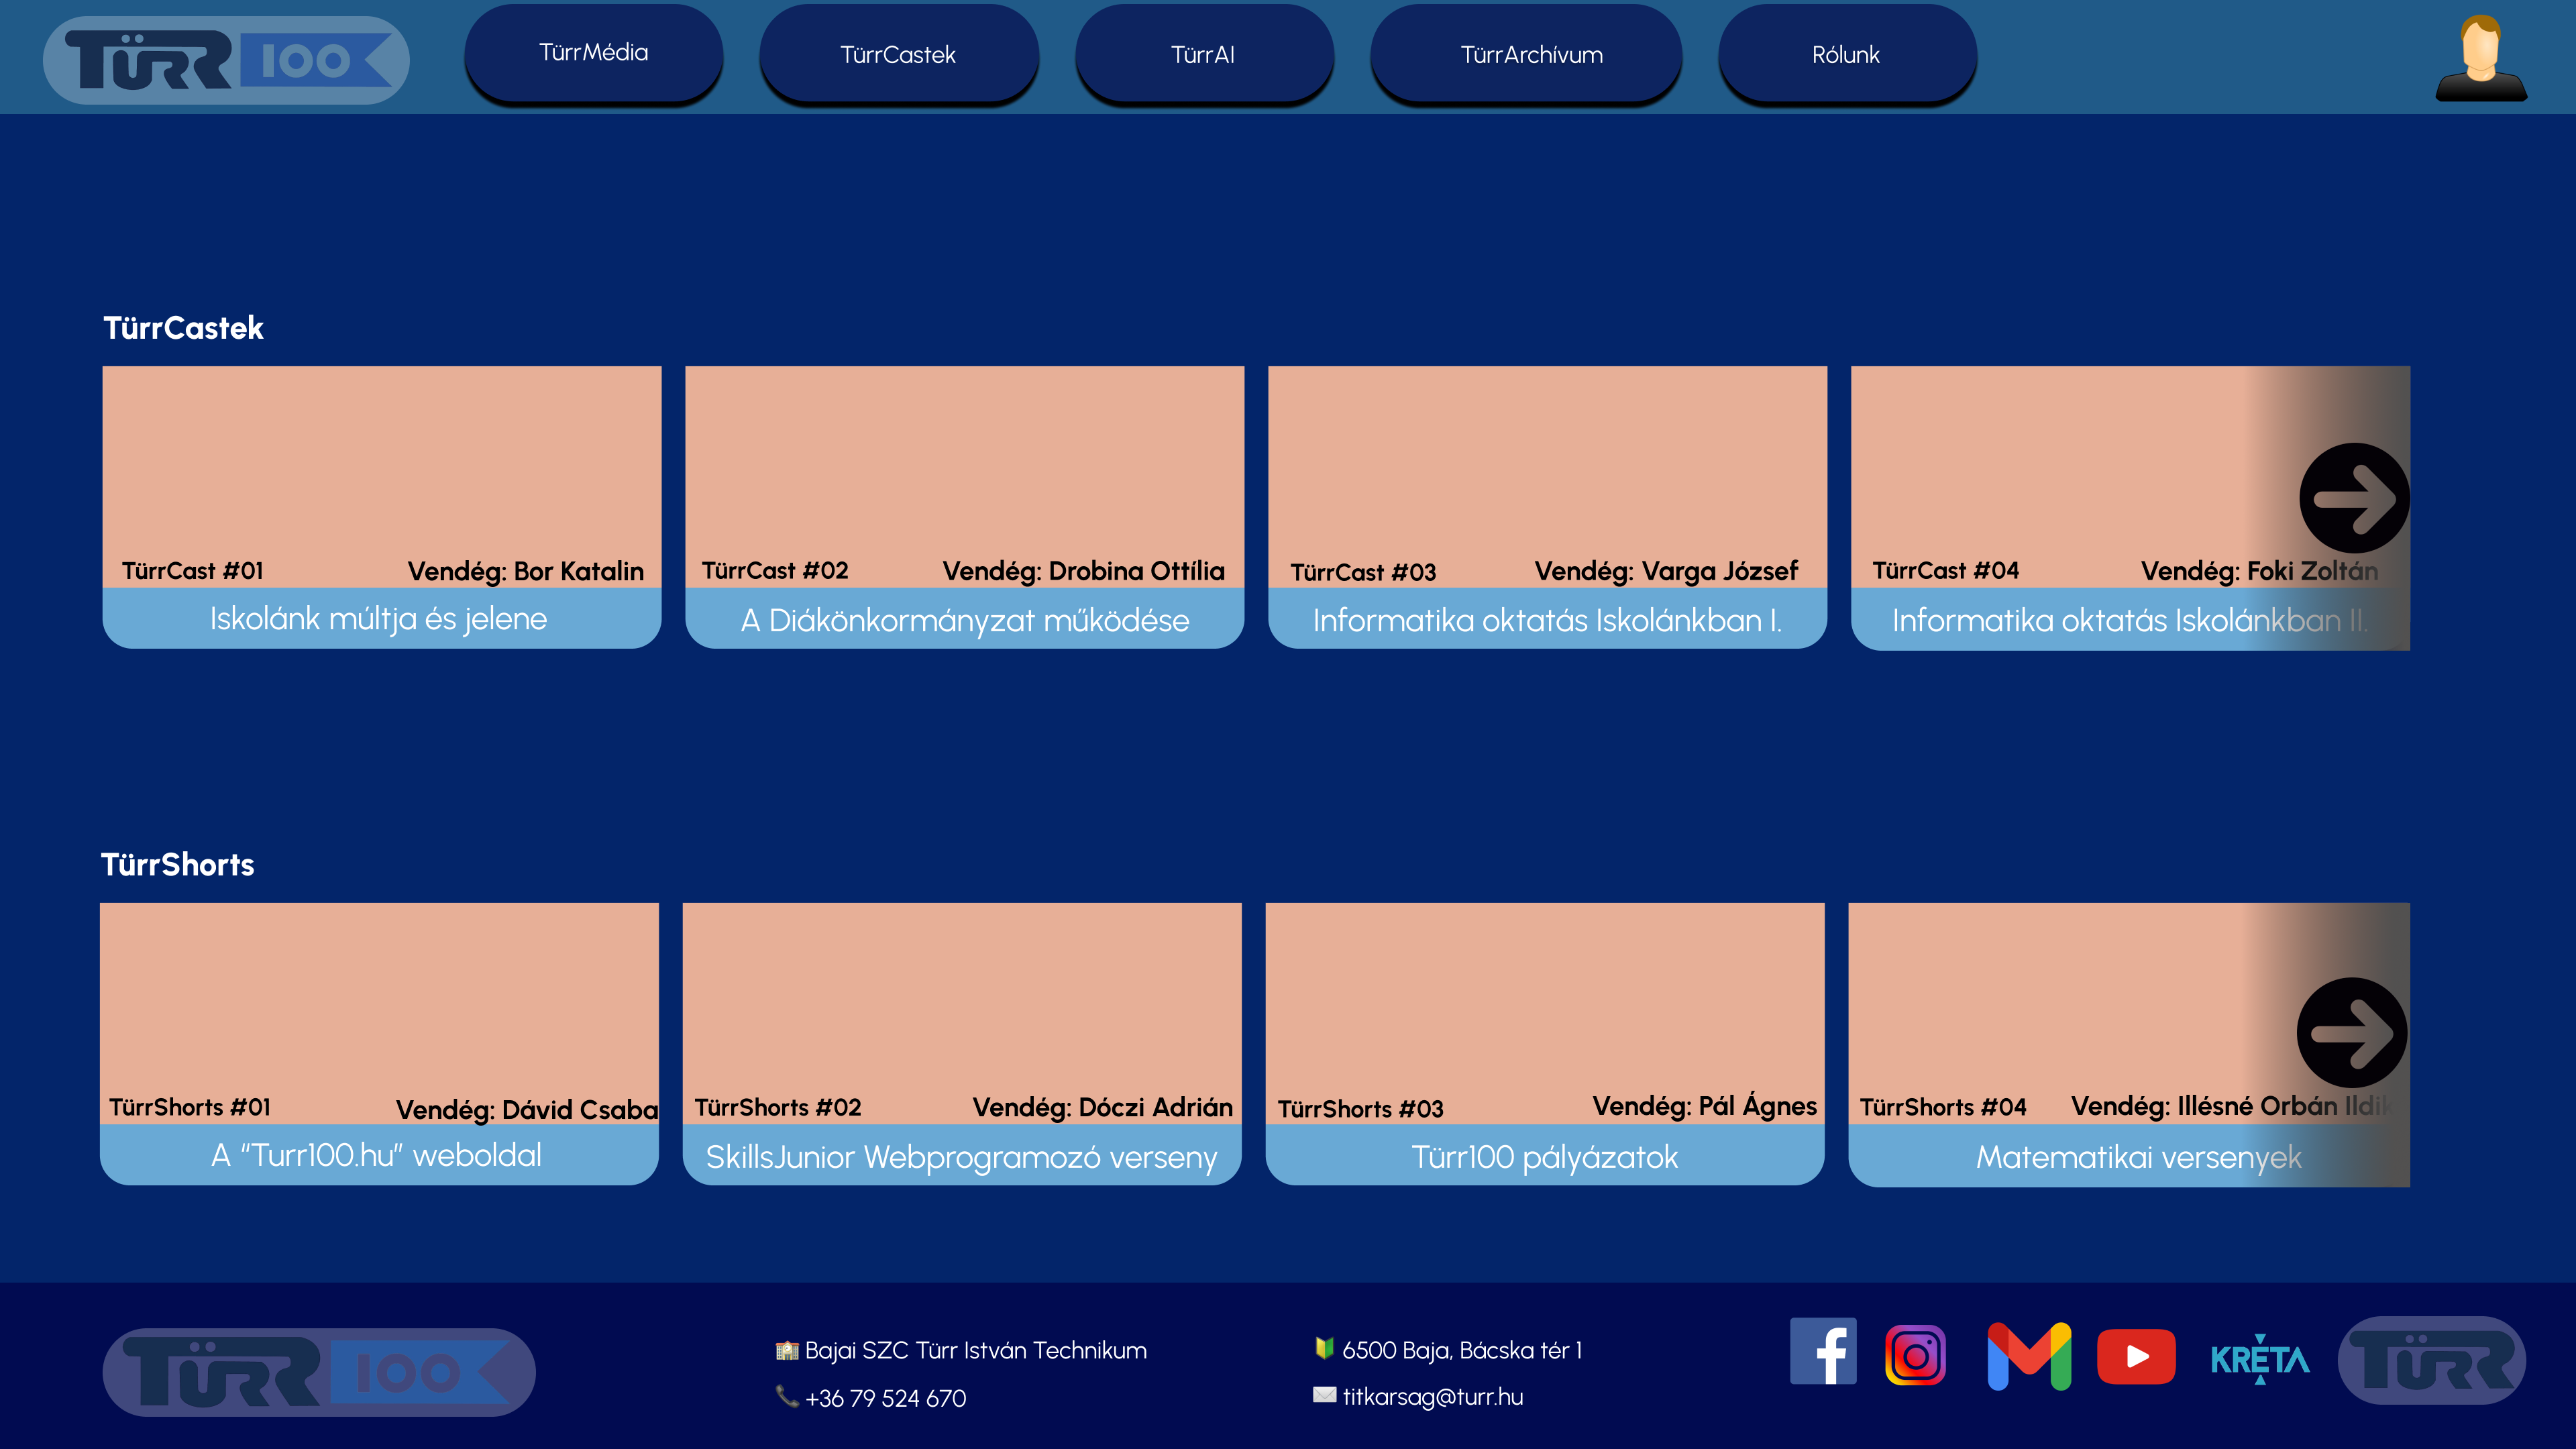 TÜRR 100
TürrMédia
TürrCastek
TürrAI
TürrArchívum
Rólunk
TürrCastek
TürrCast #01
Vendég: Bor Katalin
Iskolánk múltja és jelene
TürrCast #02
Vendég: Drobina Ottília
A Diákönkormányzat működése
TürrCast #03
Vendég: Varga József
Informatika oktatás Iskolánkban I.
TürrCast #04
Vendég: Foki Zoltán
Informatika oktatás Iskolánkban II.
TürrShorts
TürrShorts #01
Vendég: Dávid Csaba
A “Turr100.hu” weboldal
TürrShorts #02
Vendég: Dóczi Adrián
SkillsJunior Webprogramozó verseny
TürrShorts #03
Vendég: Pál Ágnes
Türr100 pályázatok
TürrShorts #04
Vendég: Illésné Orbán
Matematikai versenyek
TÜRR 100
Bajai SZC Türr István Technikum
+36 79 524 670
6500 Baja, Bácska tér 1
titkarsag@turr.hu
KRÉTA
TÜRR